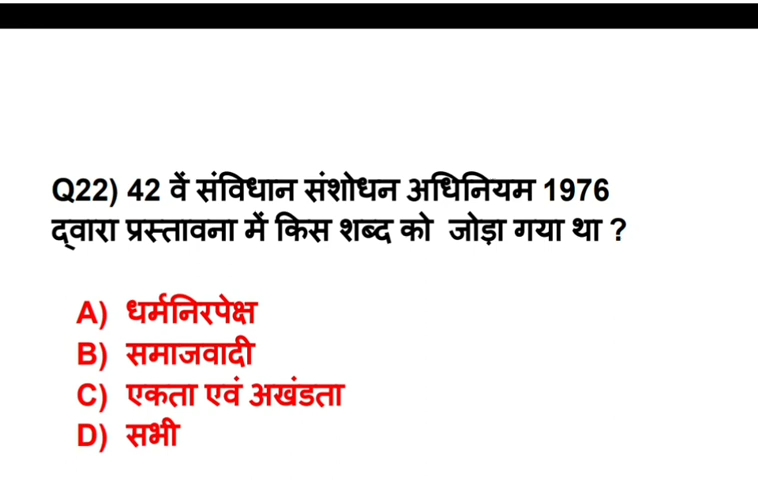 Q22) 42 वें संविधान संशोधन अधिनियम 1976
द्वारा प्रस्तावना में किस शब्द को जोड़ा गया था ?
A) धर्मनिरपेक्ष
B) समाजवादी
C) एकता एवं अखंडता
D) सभी